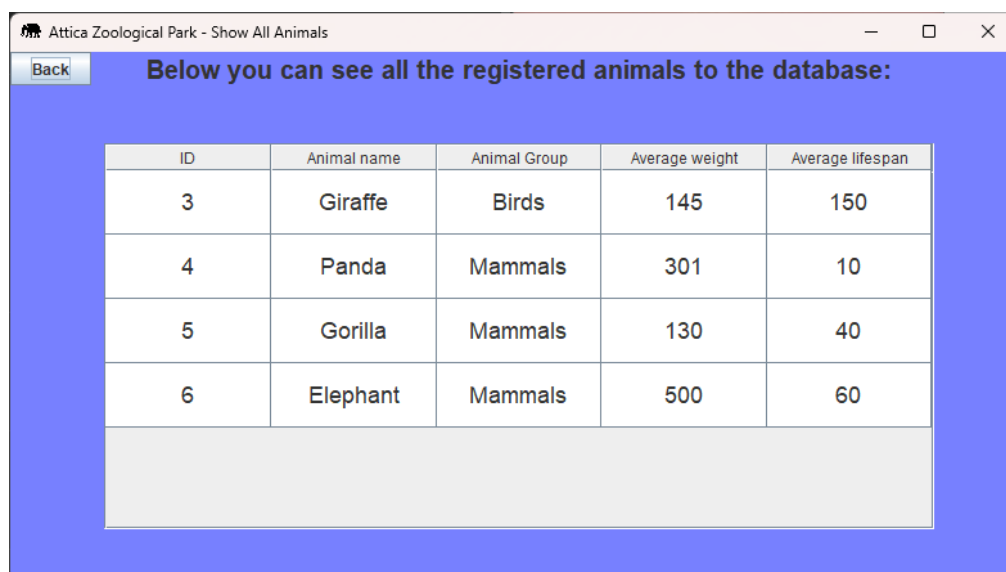 Attica Zoological Park - Show All Animals
Back
Below you can see all the registered animals to the database:
ID Animal name Animal Group Average weight Average lifespan
3 Giraffe Birds 145 150
4 Panda Mammals 301 10
5 Gorilla Mammals 130 40
6 Elephant Mammals 500 60